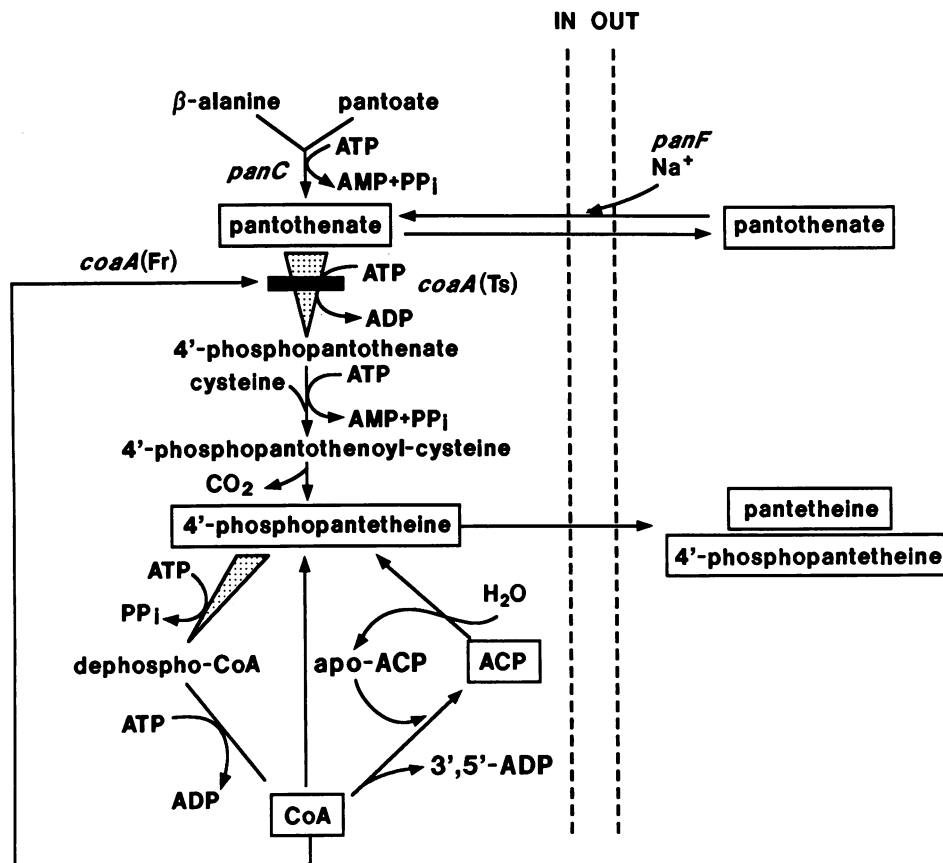 IN OUT
β-alanine pantoate
ATP
panC
AMP+PPi
panF
Na+
pantothenate
pantothenate
coaA(Fr)
ATP
coaA(Ts)
ADP
4'-phosphopantothenate
cysteine
ATP
AMP+PPi
4'-phosphopantothenoyl-cysteine
CO2
4'-phosphopantetheine
pantetheine
4'-phosphopantetheine
ATP
PPi
H2O
dephospho-CoA
apo-ACP
ACP
ATP
ADP
3',5'-ADP
CoA